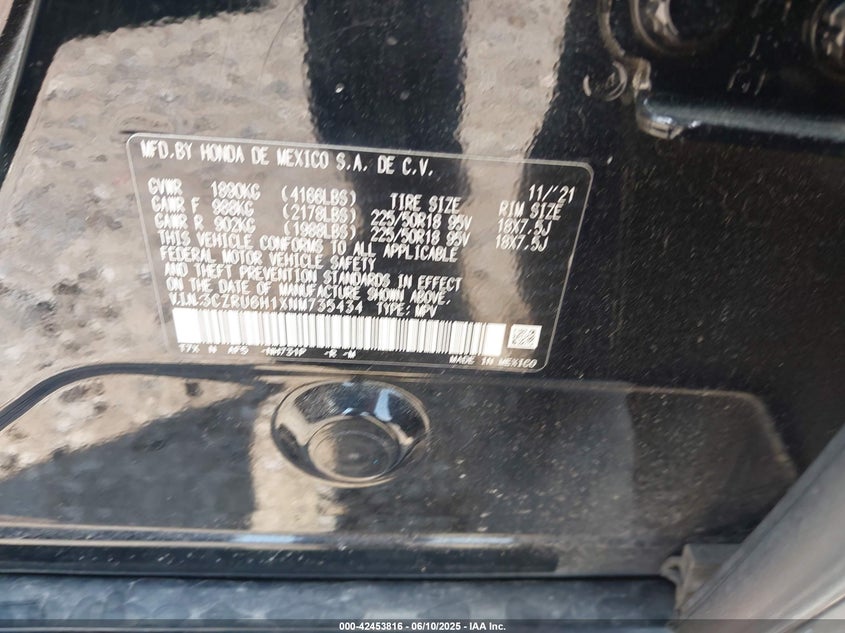 MFD.BY HONDA DE MEXICO S.A. DE C.V.
11/'21
GVWR 1890KG (4166LBS) TIRE SIZE RIM SIZE
GAWR F 988KG (2178LBS) 225/50R18 95V 18X7.5J
GAWR R 902KG (1988LBS) 225/50R18 95V 18X7.5J
THIS VEHICLE CONFORMS TO ALL APPLICABLE
FEDERAL MOTOR VEHICLE SAFETY
AND THEFT PREVENTION STANDARDS IN EFFECT
ON THE DATE OF MANUFACTURE SHOWN ABOVE.
V.I.N:3CZRU6H1XNM735434 TYPE: MPV
MADE IN MEXICO
000-42453816 - 06/10/2025 - IAA Inc.